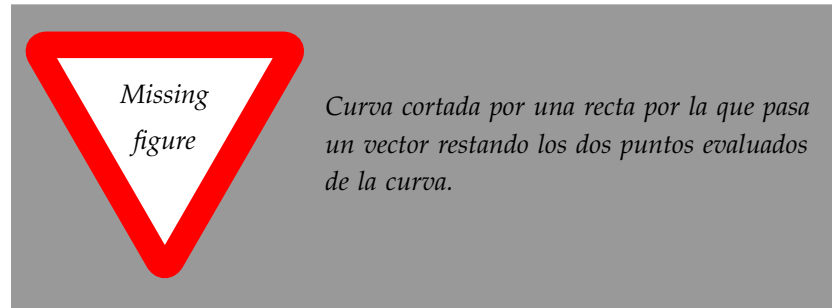 Missing
figure
Curva cortada por una recta por la que pasa
un vector restando los dos puntos evaluados
de la curva.